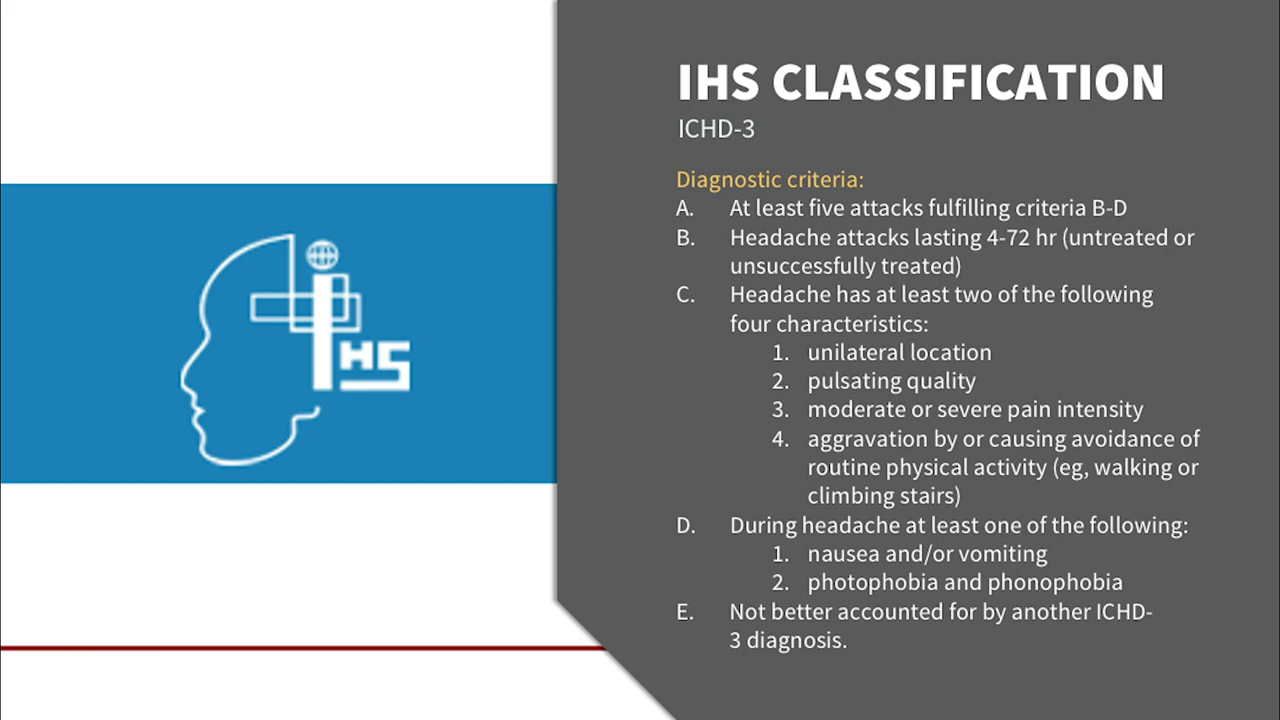 IHS
IHS CLASSIFICATION
ICHD-3
Diagnostic criteria:
A. At least five attacks fulfilling criteria B-D
B. Headache attacks lasting 4-72 hr (untreated or
unsuccessfully treated)
C. Headache has at least two of the following
four characteristics:
1. unilateral location
2. pulsating quality
3. moderate or severe pain intensity
4. aggravation by or causing avoidance of
routine physical activity (eg, walking or
climbing stairs)
D. During headache at least one of the following:
1. nausea and/or vomiting
2. photophobia and phonophobia
E. Not better accounted for by another ICHD-
3 diagnosis.